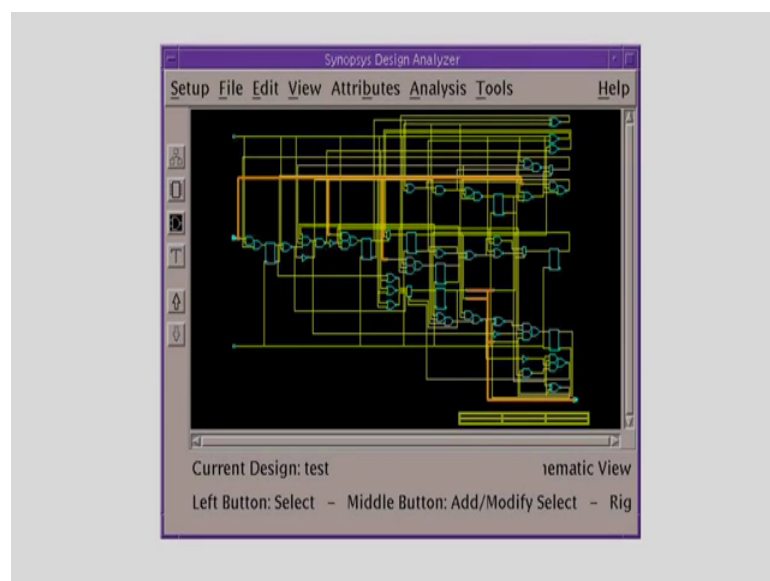 Synopsys Design Analyzer
Setup File Edit View Attributes Analysis Tools Help
Current Design: test ematic View
Left Button: Select – Middle Button: Add/Modify Select – Rig